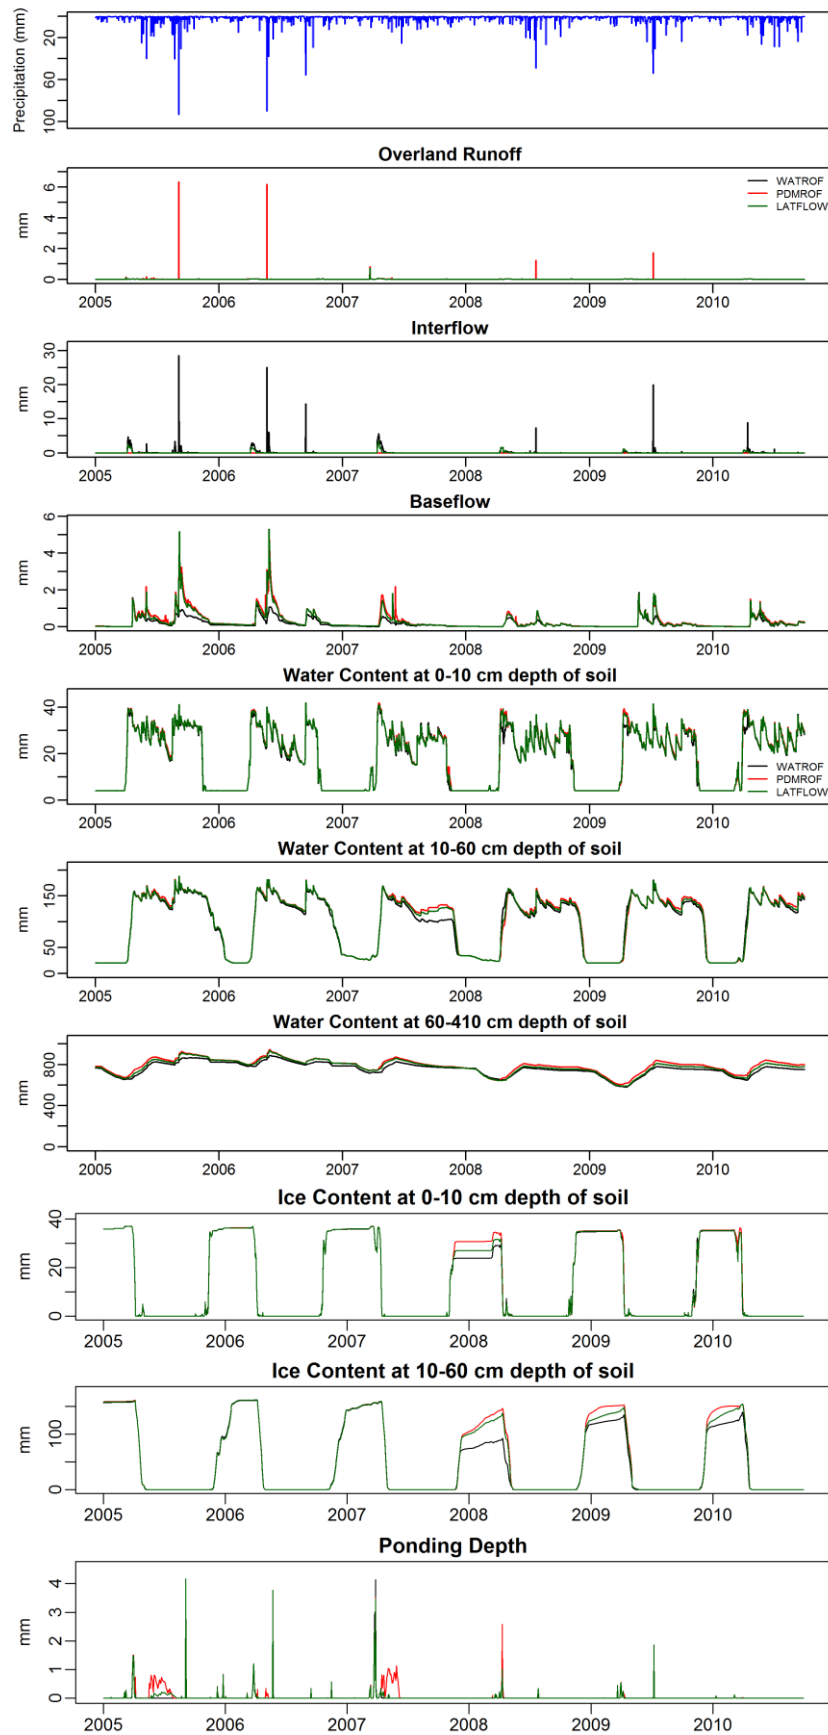 Precipitation (mm)
20
60
100
2005 2006 2007 2008 2009 2010
Overland Runoff
mm
6
4
2
0
WATROF
PDMROF
LATFLOW
2005 2006 2007 2008 2009 2010
Interflow
mm
30
20
10
0
2005 2006 2007 2008 2009 2010
Baseflow
mm
6
4
2
0
2005 2006 2007 2008 2009 2010
Water Content at 0-10 cm depth of soil
mm
40
20
0
WATROF
PDMROF
LATFLOW
2005 2006 2007 2008 2009 2010
Water Content at 10-60 cm depth of soil
mm
150
50
0
2005 2006 2007 2008 2009 2010
Water Content at 60-410 cm depth of soil
mm
800
400
0
2005 2006 2007 2008 2009 2010
Ice Content at 0-10 cm depth of soil
mm
40
20
0
2005 2006 2007 2008 2009 2010
Ice Content at 10-60 cm depth of soil
mm
100
0
2005 2006 2007 2008 2009 2010
Ponding Depth
mm
4
3
2
1
0
2005 2006 2007 2008 2009 2010